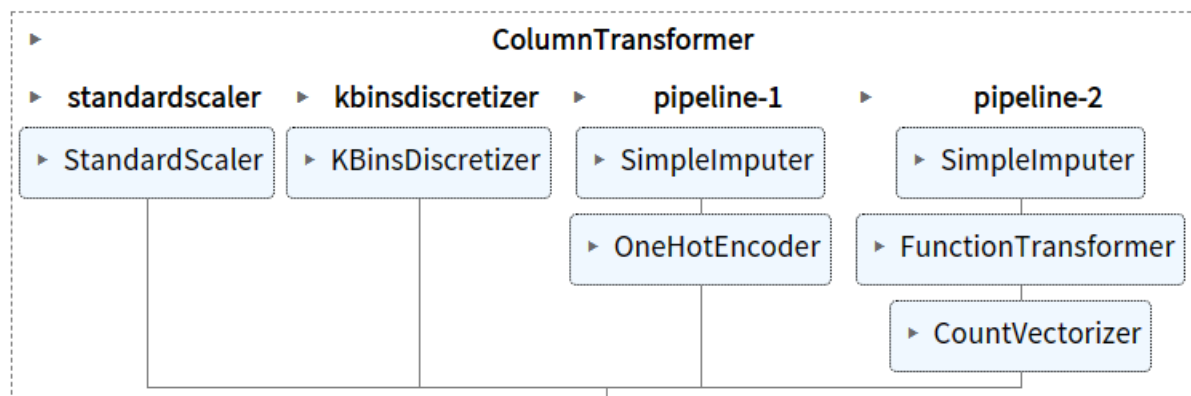 ColumnTransformer
standardscaler kbinsdiscretizer pipeline-1 pipeline-2
StandardScaler KBinsDiscretizer SimpleImputer SimpleImputer
OneHotEncoder FunctionTransformer
CountVectorizer